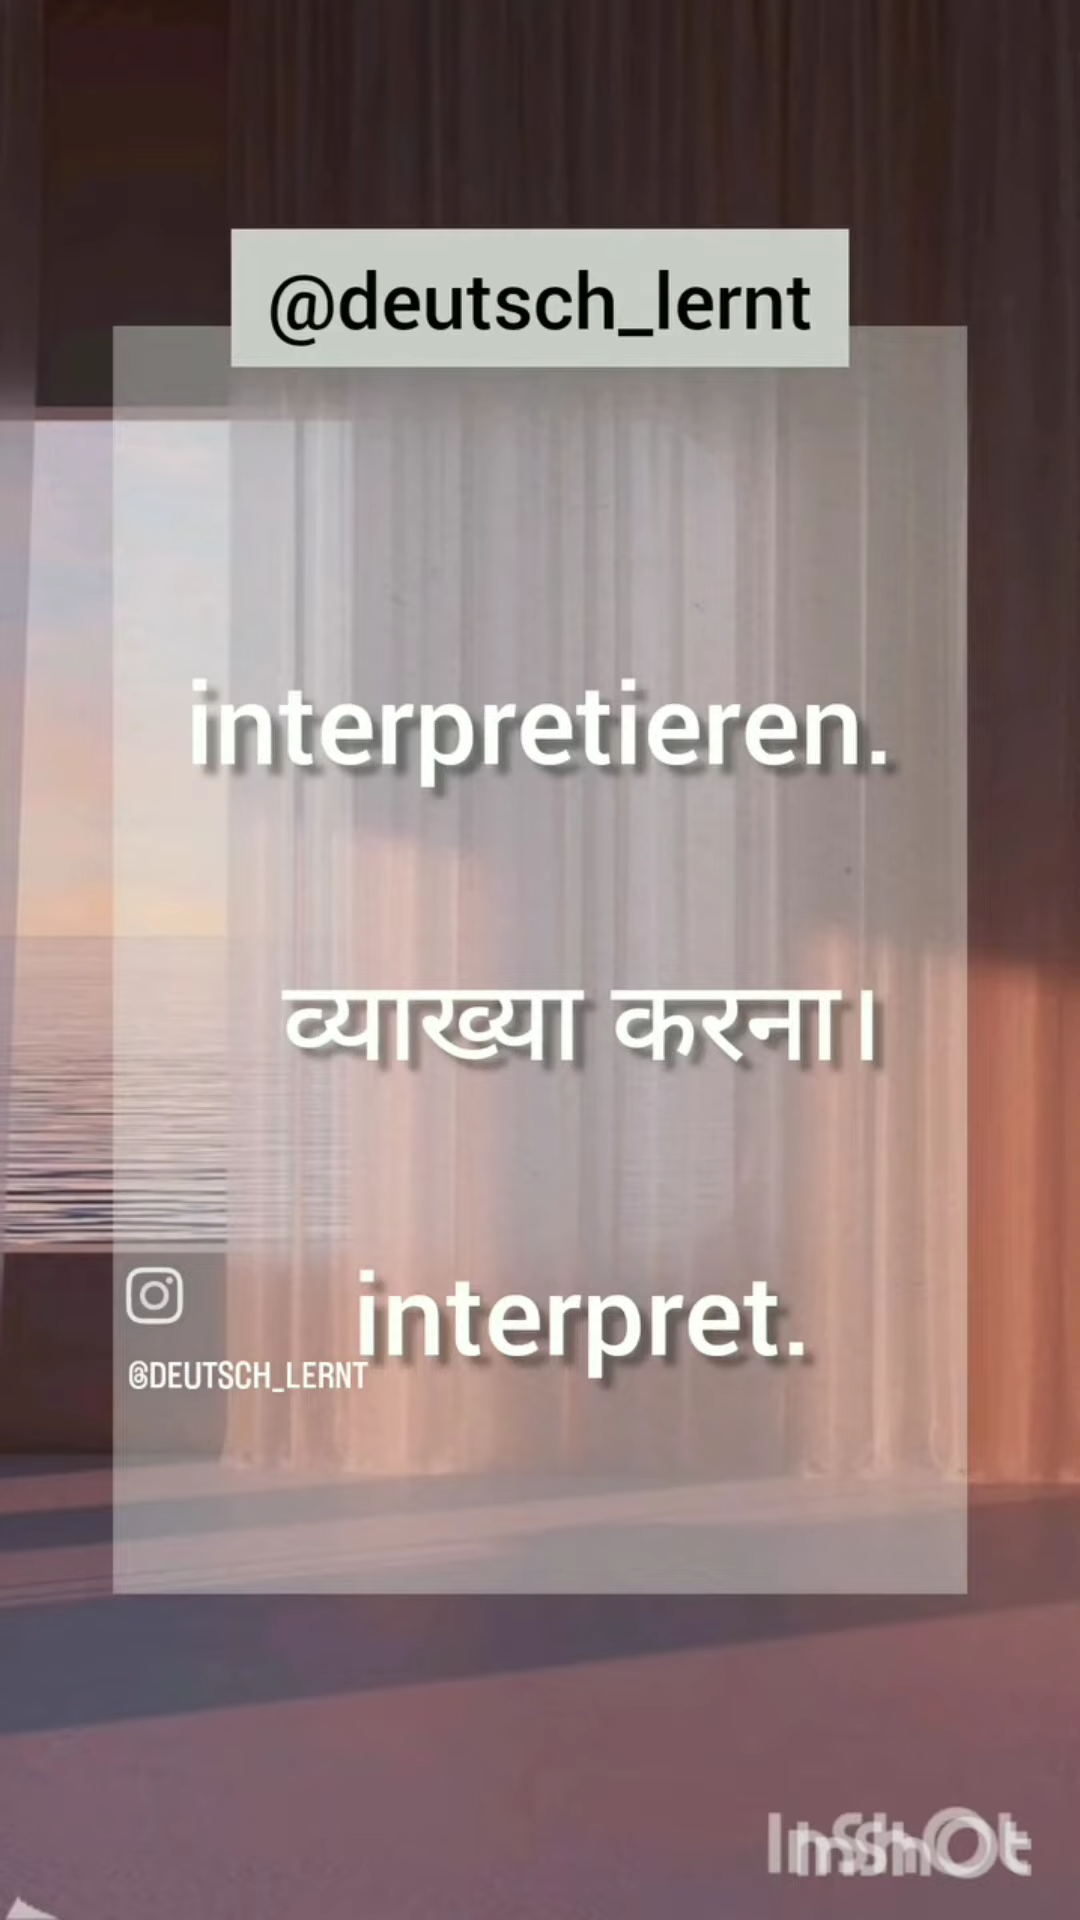 @deutsch_lernt
interpretieren.
व्याख्या करना।
interpret.
@DEUTSCH_LERNT
InShOt